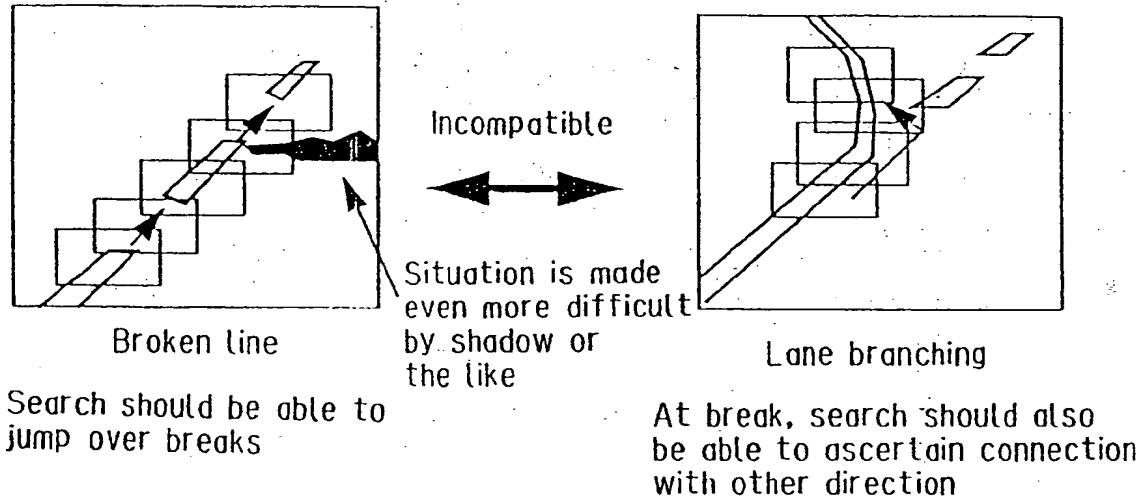 Incompatible
Situation is made
even more difficult
by shadow or
the like
Broken line
Search should be able to
jump over breaks
Lane branching
At break, search should also
be able to ascertain connection
with other direction